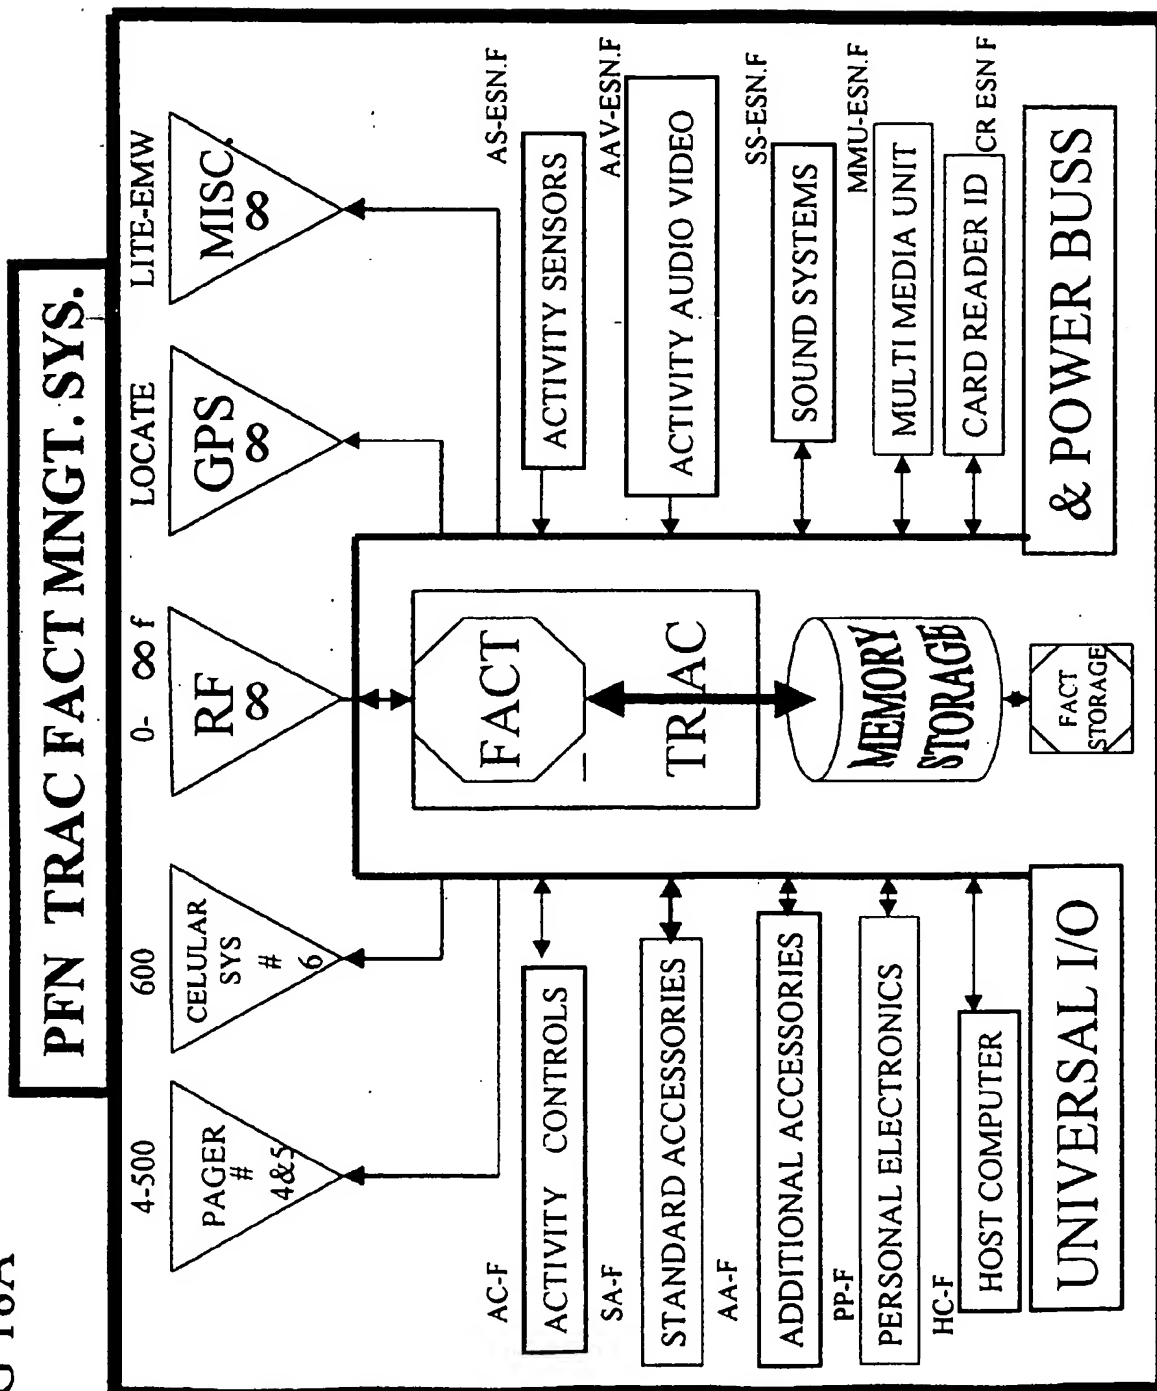 PFN TRAC FACT MNGT. SYS.
4-500
600
0- ∞ f
LOCATE
LITE-EMW
PAGER
#
4&5
CELULAR
SYS
#
6
RF
∞
GPS
∞
MISC.
∞
AC-F
ACTIVITY CONTROLS
SA-F
STANDARD ACCESSORIES
AA-F
ADDITIONAL ACCESSORIES
PP-F
PERSONAL ELECTRONICS
HC-F
HOST COMPUTER
UNIVERSAL I/O
FACT
TRAC
MEMORY
STORAGE
FACT
STORAGE
AS-ESN.F
ACTIVITY SENSORS
AAV-ESN.F
ACTIVITY AUDIO VIDEO
SS-ESN.F
SOUND SYSTEMS
MMU-ESN.F
MULTI MEDIA UNIT
CARD READER ID
CR ESN F
& POWER BUSS